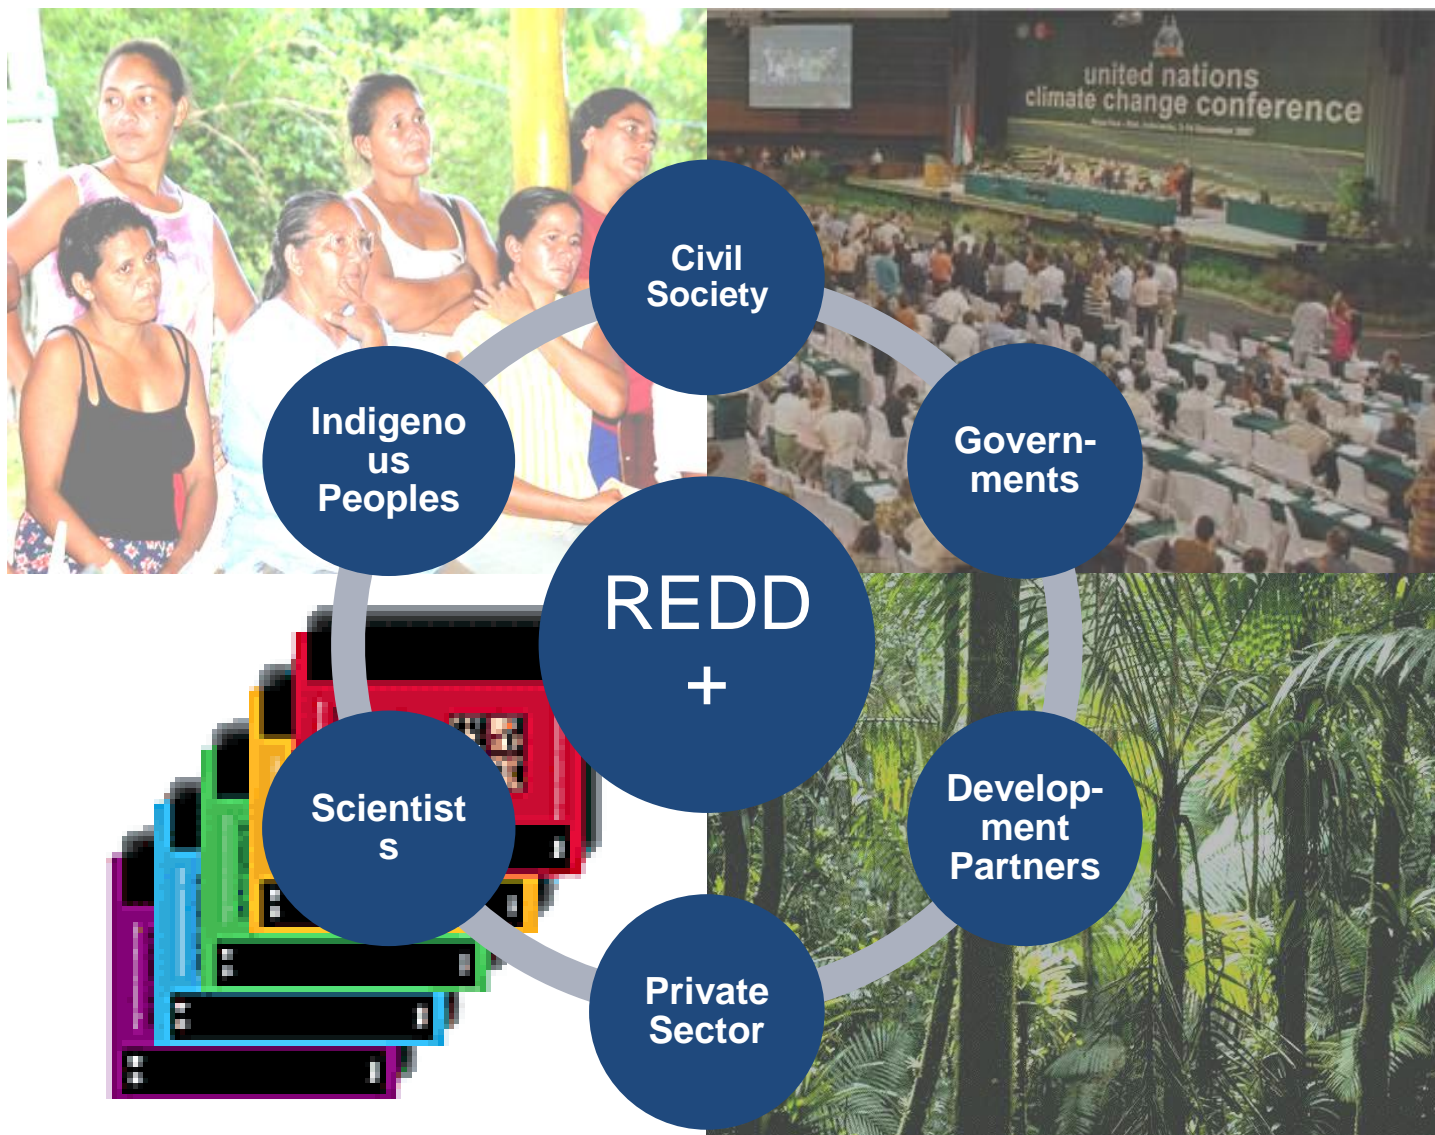 united nations
climate change conference
Civil
Society
Indigeno
us
Peoples
Govern-
ments
REDD
+
Scientist
s
Develop-
ment
Partners
Private
Sector